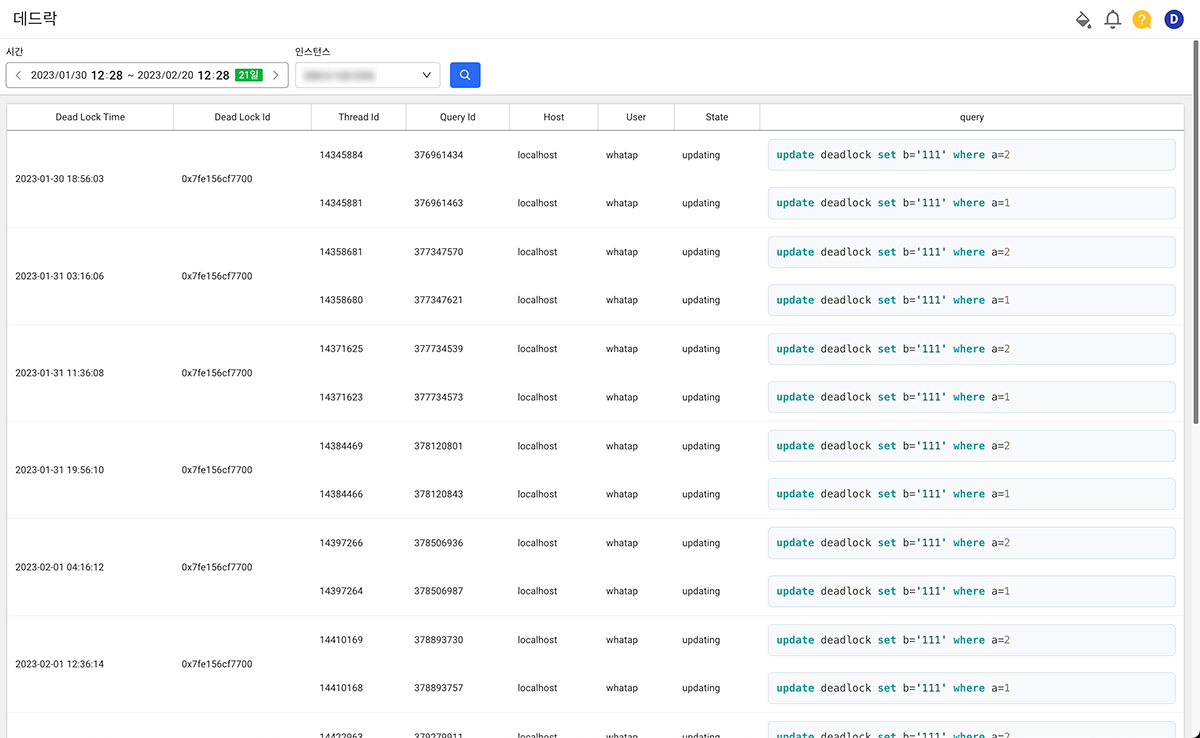 데드락
? D
시간 인스턴스
2023/01/30 12:28 ~ 2023/02/20 12:28 21일
Dead Lock Time Dead Lock Id Thread Id Query Id Host User State query
14345884 376961434 localhost whatap updating update deadlock set b='111' where a=2
2023-01-30 18:56:03 0x7fe156cf7700
14345881 376961463 localhost whatap updating update deadlock set b='111' where a=1
14358681 377347570 localhost whatap updating update deadlock set b='111' where a=2
2023-01-31 03:16:06 0x7fe156cf7700
14358680 377347621 localhost whatap updating update deadlock set b='111' where a=1
14371625 377734539 localhost whatap updating update deadlock set b='111' where a=2
2023-01-31 11:36:08 0x7fe156cf7700
14371623 377734573 localhost whatap updating update deadlock set b='111' where a=1
14384469 378120801 localhost whatap updating update deadlock set b='111' where a=2
2023-01-31 19:56:10 0x7fe156cf7700
14384466 378120843 localhost whatap updating update deadlock set b='111' where a=1
14397266 378506936 localhost whatap updating update deadlock set b='111' where a=2
2023-02-01 04:16:12 0x7fe156cf7700
14397264 378506987 localhost whatap updating update deadlock set b='111' where a=1
14410169 378893730 localhost whatap updating update deadlock set b='111' where a=2
2023-02-01 12:36:14 0x7fe156cf7700
14410168 378893757 localhost whatap updating update deadlock set b='111' where a=1
14422963 379279911 localhost whatap updating update deadlock set b='111' where a=2